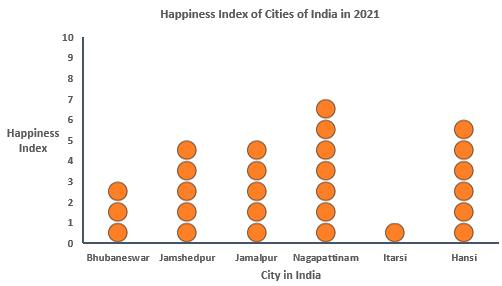 Happiness Index of Cities of India in 2021
10
9
8
7
6
5
4
3
2
1
0
Happiness
Index
Bhubaneswar Jamshedpur Jamalpur Nagapattinam Itarsi Hansi
City in India